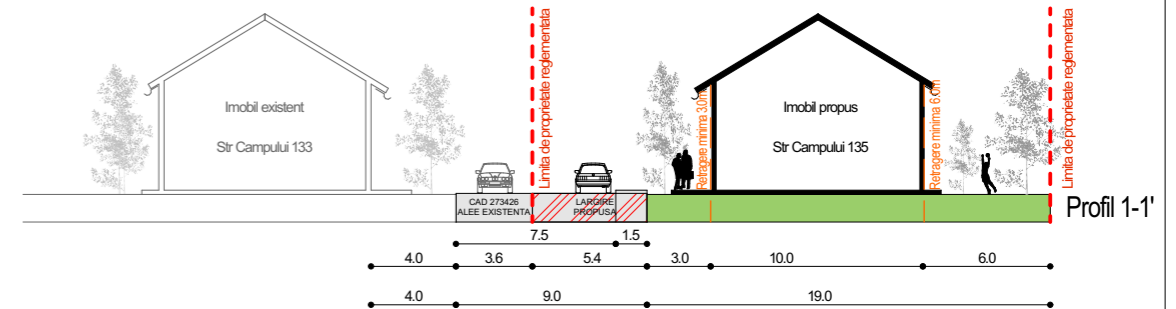 Limita de proprietate reglementata
Limita de proprietate reglementata
Imobil existent
Str Campului 133
Imobil propus
Str Campului 135
Retragere minima 3.0m
Retragere minima 6.0m
CAD 273426
ALEE EXISTENTA
LARGIRE
PROPUSA
Profil 1-1'
7.5 1.5
4.0 3.6 5.4 3.0 10.0 6.0
4.0 9.0 19.0